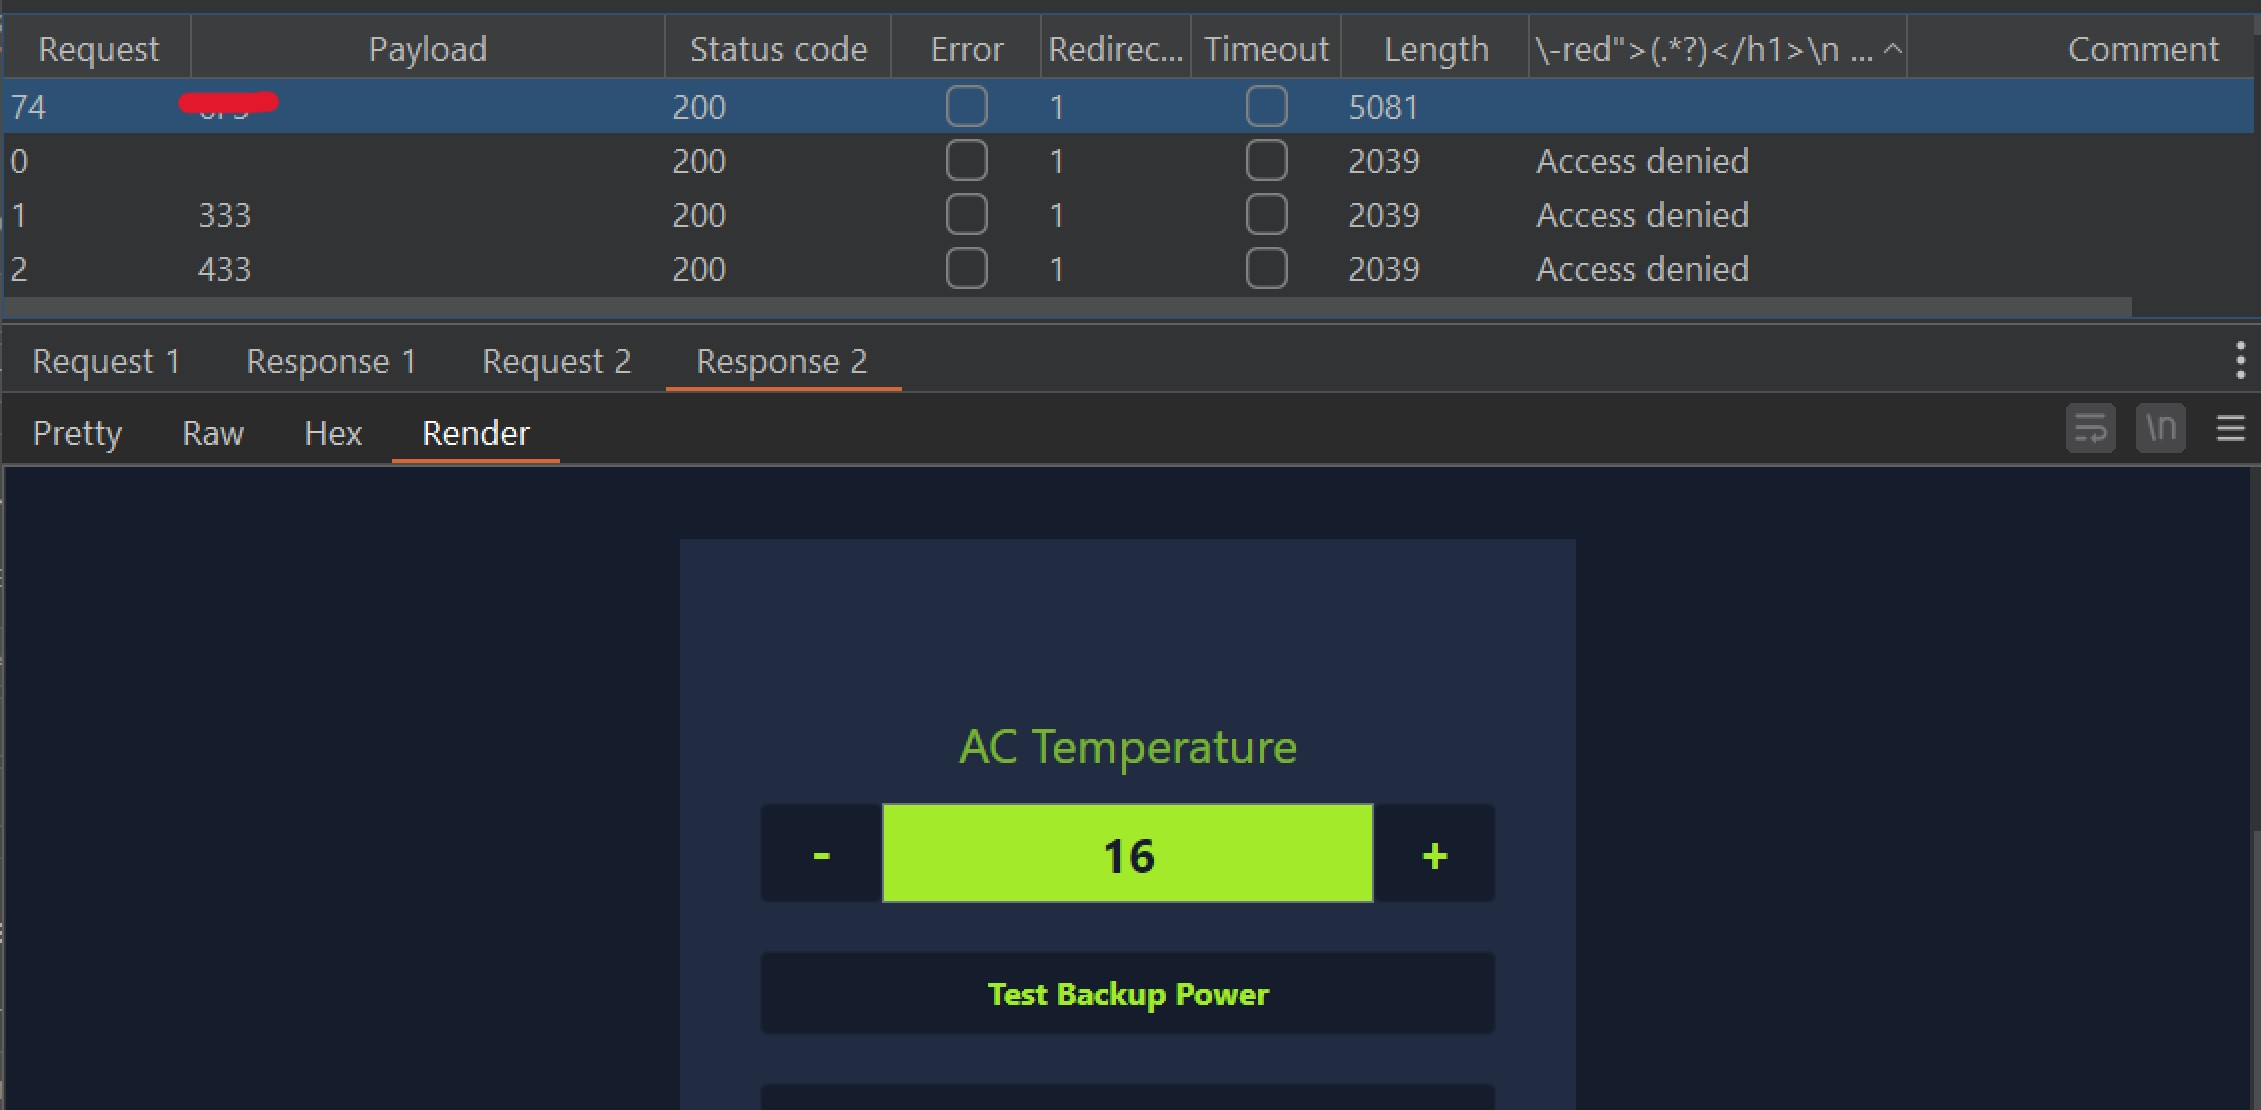 Request Payload Status code Error Redirec... Timeout Length \-red">(.*?)</h1>\n ... Comment
74 200 1 5081
0 200 1 2039 Access denied
1 333 200 1 2039 Access denied
2 433 200 1 2039 Access denied
Request 1 Response 1 Request 2 Response 2
Pretty Raw Hex Render \n
AC Temperature
- 16 +
Test Backup Power